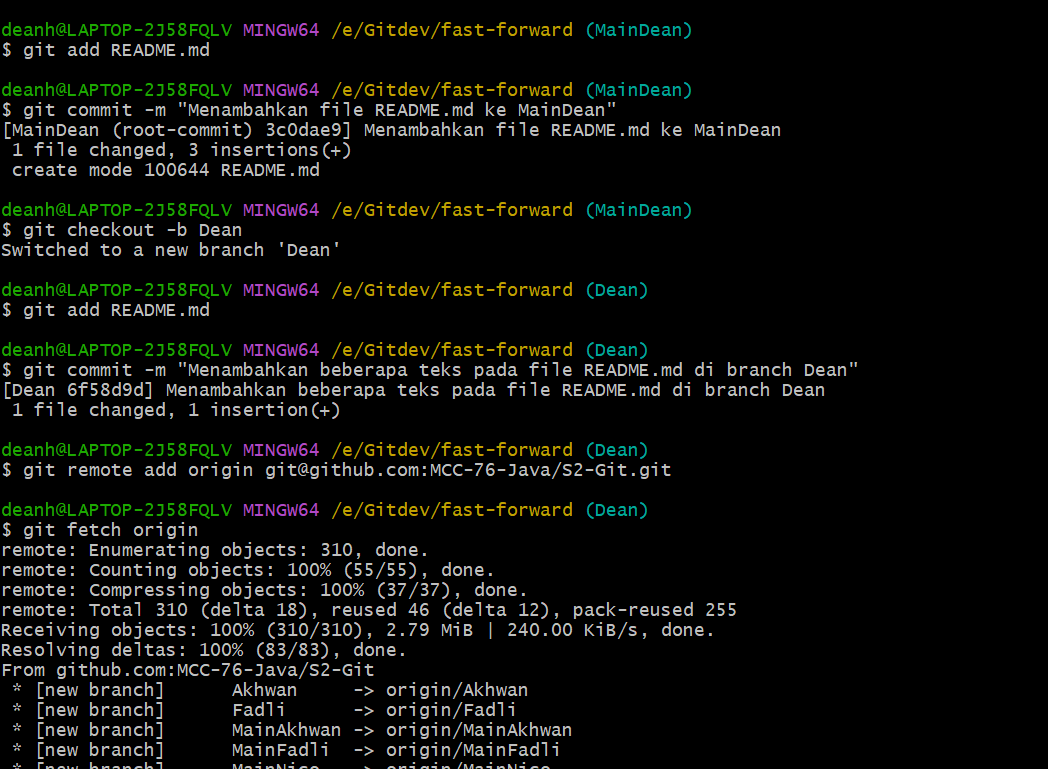 deanh@LAPTOP-2J58FQLV MINGW64 /e/Gitdev/fast-forward (MainDean)
$ git add README.md
deanh@LAPTOP-2J58FQLV MINGW64 /e/Gitdev/fast-forward (MainDean)
$ git commit -m "Menambahkan file README.md ke MainDean"
[MainDean (root-commit) 3c0dae9] Menambahkan file README.md ke MainDean
 1 file changed, 3 insertions(+)
 create mode 100644 README.md
deanh@LAPTOP-2J58FQLV MINGW64 /e/Gitdev/fast-forward (MainDean)
$ git checkout -b Dean
Switched to a new branch 'Dean'
deanh@LAPTOP-2J58FQLV MINGW64 /e/Gitdev/fast-forward (Dean)
$ git add README.md
deanh@LAPTOP-2J58FQLV MINGW64 /e/Gitdev/fast-forward (Dean)
$ git commit -m "Menambahkan beberapa teks pada file README.md di branch Dean"
[Dean 6f58d9d] Menambahkan beberapa teks pada file README.md di branch Dean
 1 file changed, 1 insertion(+)
deanh@LAPTOP-2J58FQLV MINGW64 /e/Gitdev/fast-forward (Dean)
$ git remote add origin git@github.com:MCC-76-Java/S2-Git.git
deanh@LAPTOP-2J58FQLV MINGW64 /e/Gitdev/fast-forward (Dean)
$ git fetch origin
remote: Enumerating objects: 310, done.
remote: Counting objects: 100% (55/55), done.
remote: Compressing objects: 100% (37/37), done.
remote: Total 310 (delta 18), reused 46 (delta 12), pack-reused 255
Receiving objects: 100% (310/310), 2.79 MiB | 240.00 KiB/s, done.
Resolving deltas: 100% (83/83), done.
From github.com:MCC-76-Java/S2-Git
 * [new branch]      Akhwan     -> origin/Akhwan
 * [new branch]      Fadli      -> origin/Fadli
 * [new branch]      MainAkhwan -> origin/MainAkhwan
 * [new branch]      MainFadli  -> origin/MainFadli
 * [new branch]      MainNico   -> origin/MainNico